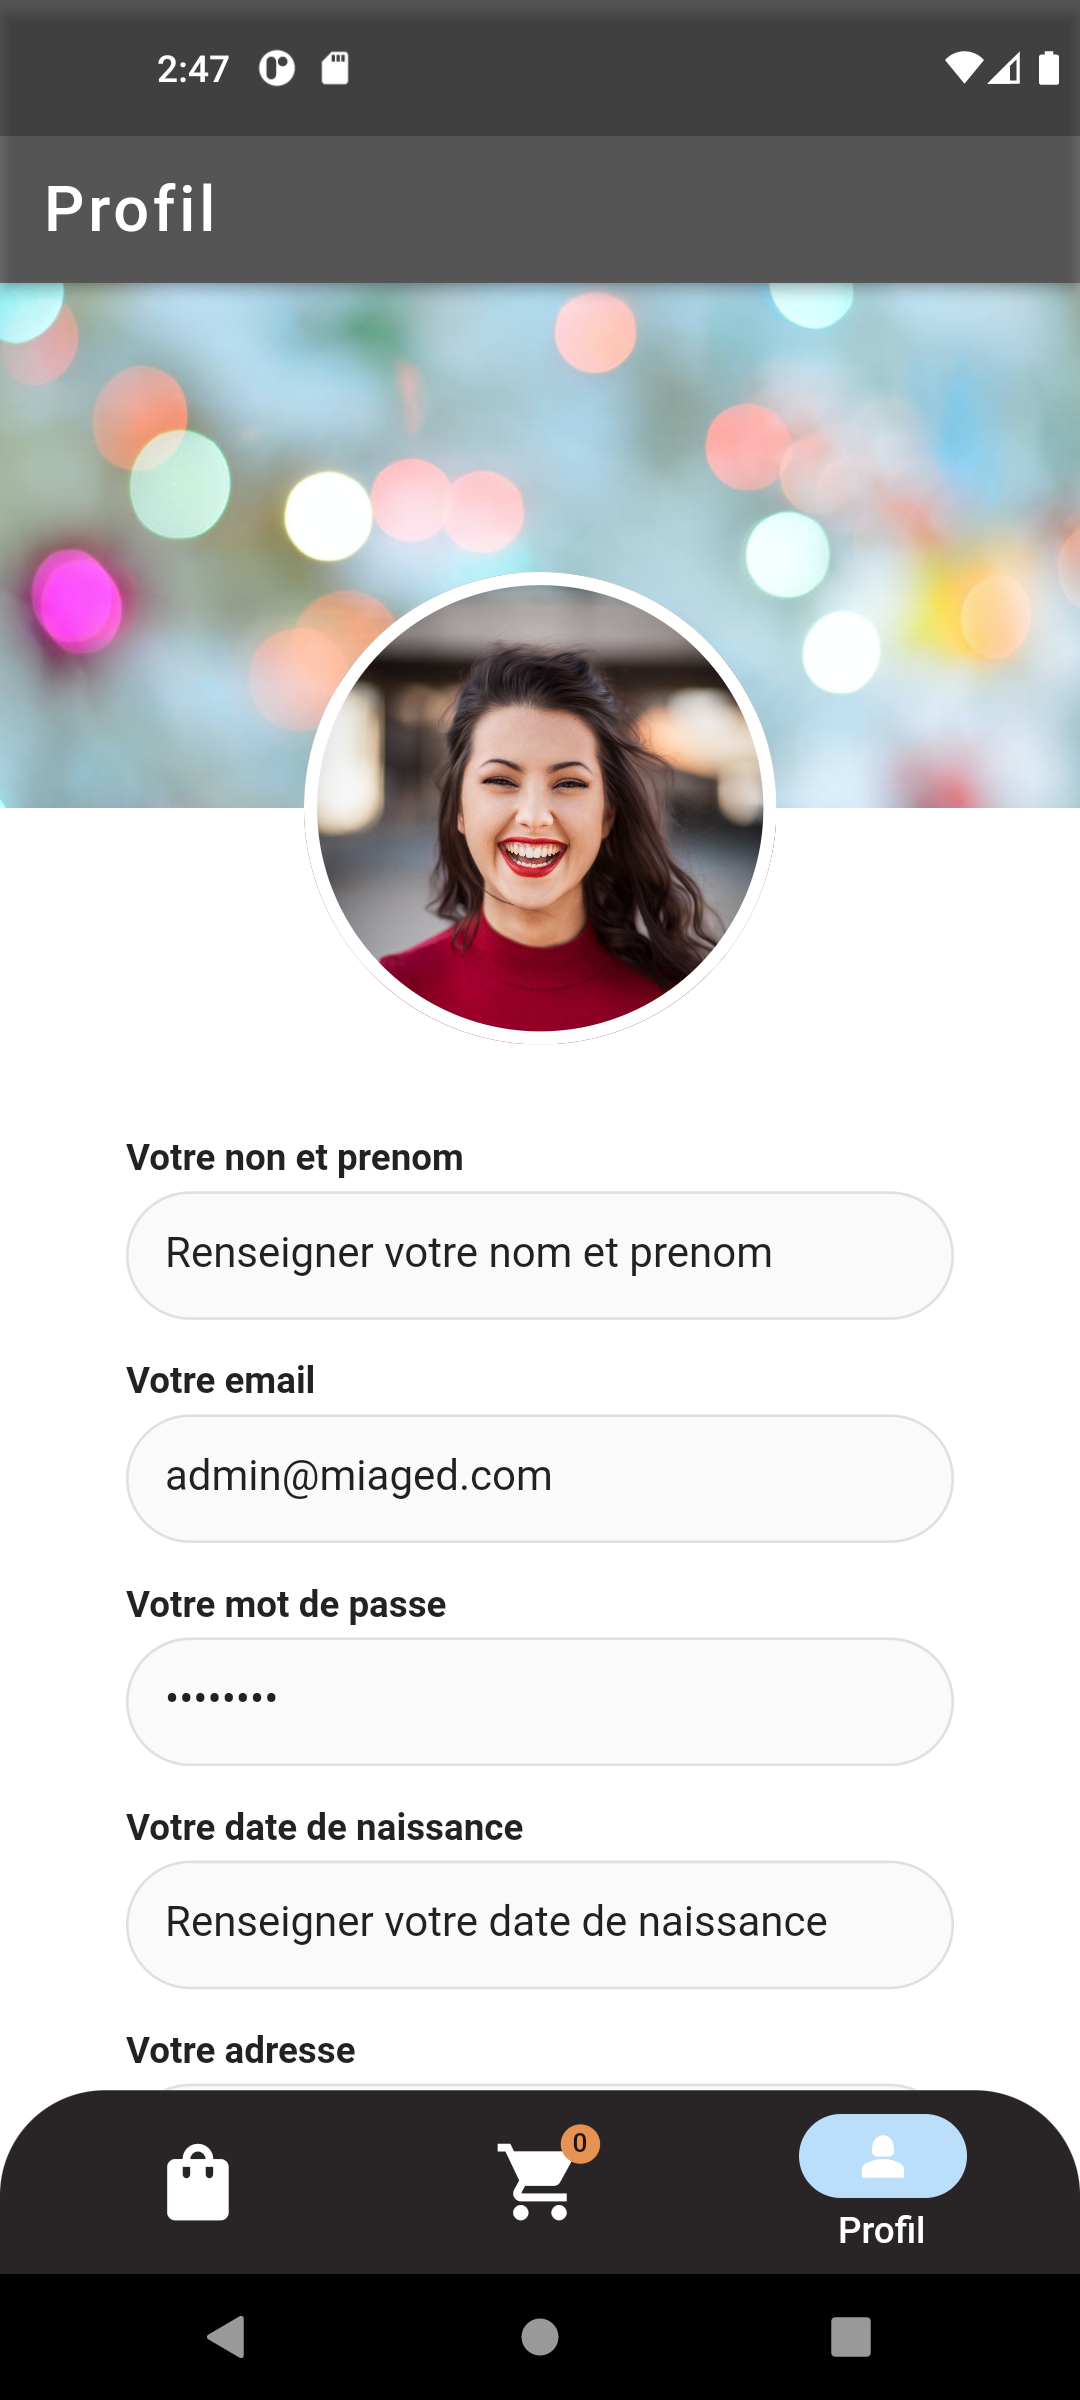 2:47
Profil
Votre non et prenom
Renseigner votre nom et prenom
Votre email
admin@miaged.com
Votre mot de passe
••••••••
Votre date de naissance
Renseigner votre date de naissance
Votre adresse
0
Profil